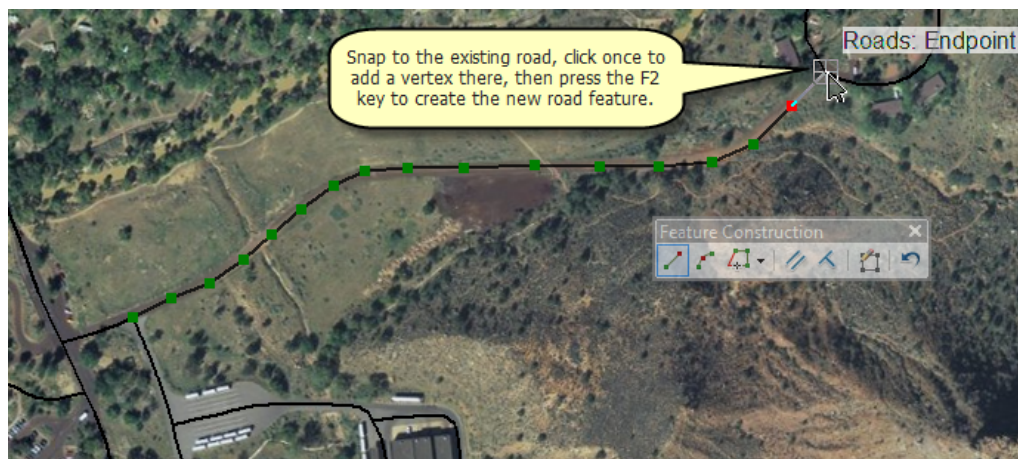 Roads: Endpoint
Snap to the existing road, click once to
add a vertex there, then press the F2
key to create the new road feature.
Feature Construction